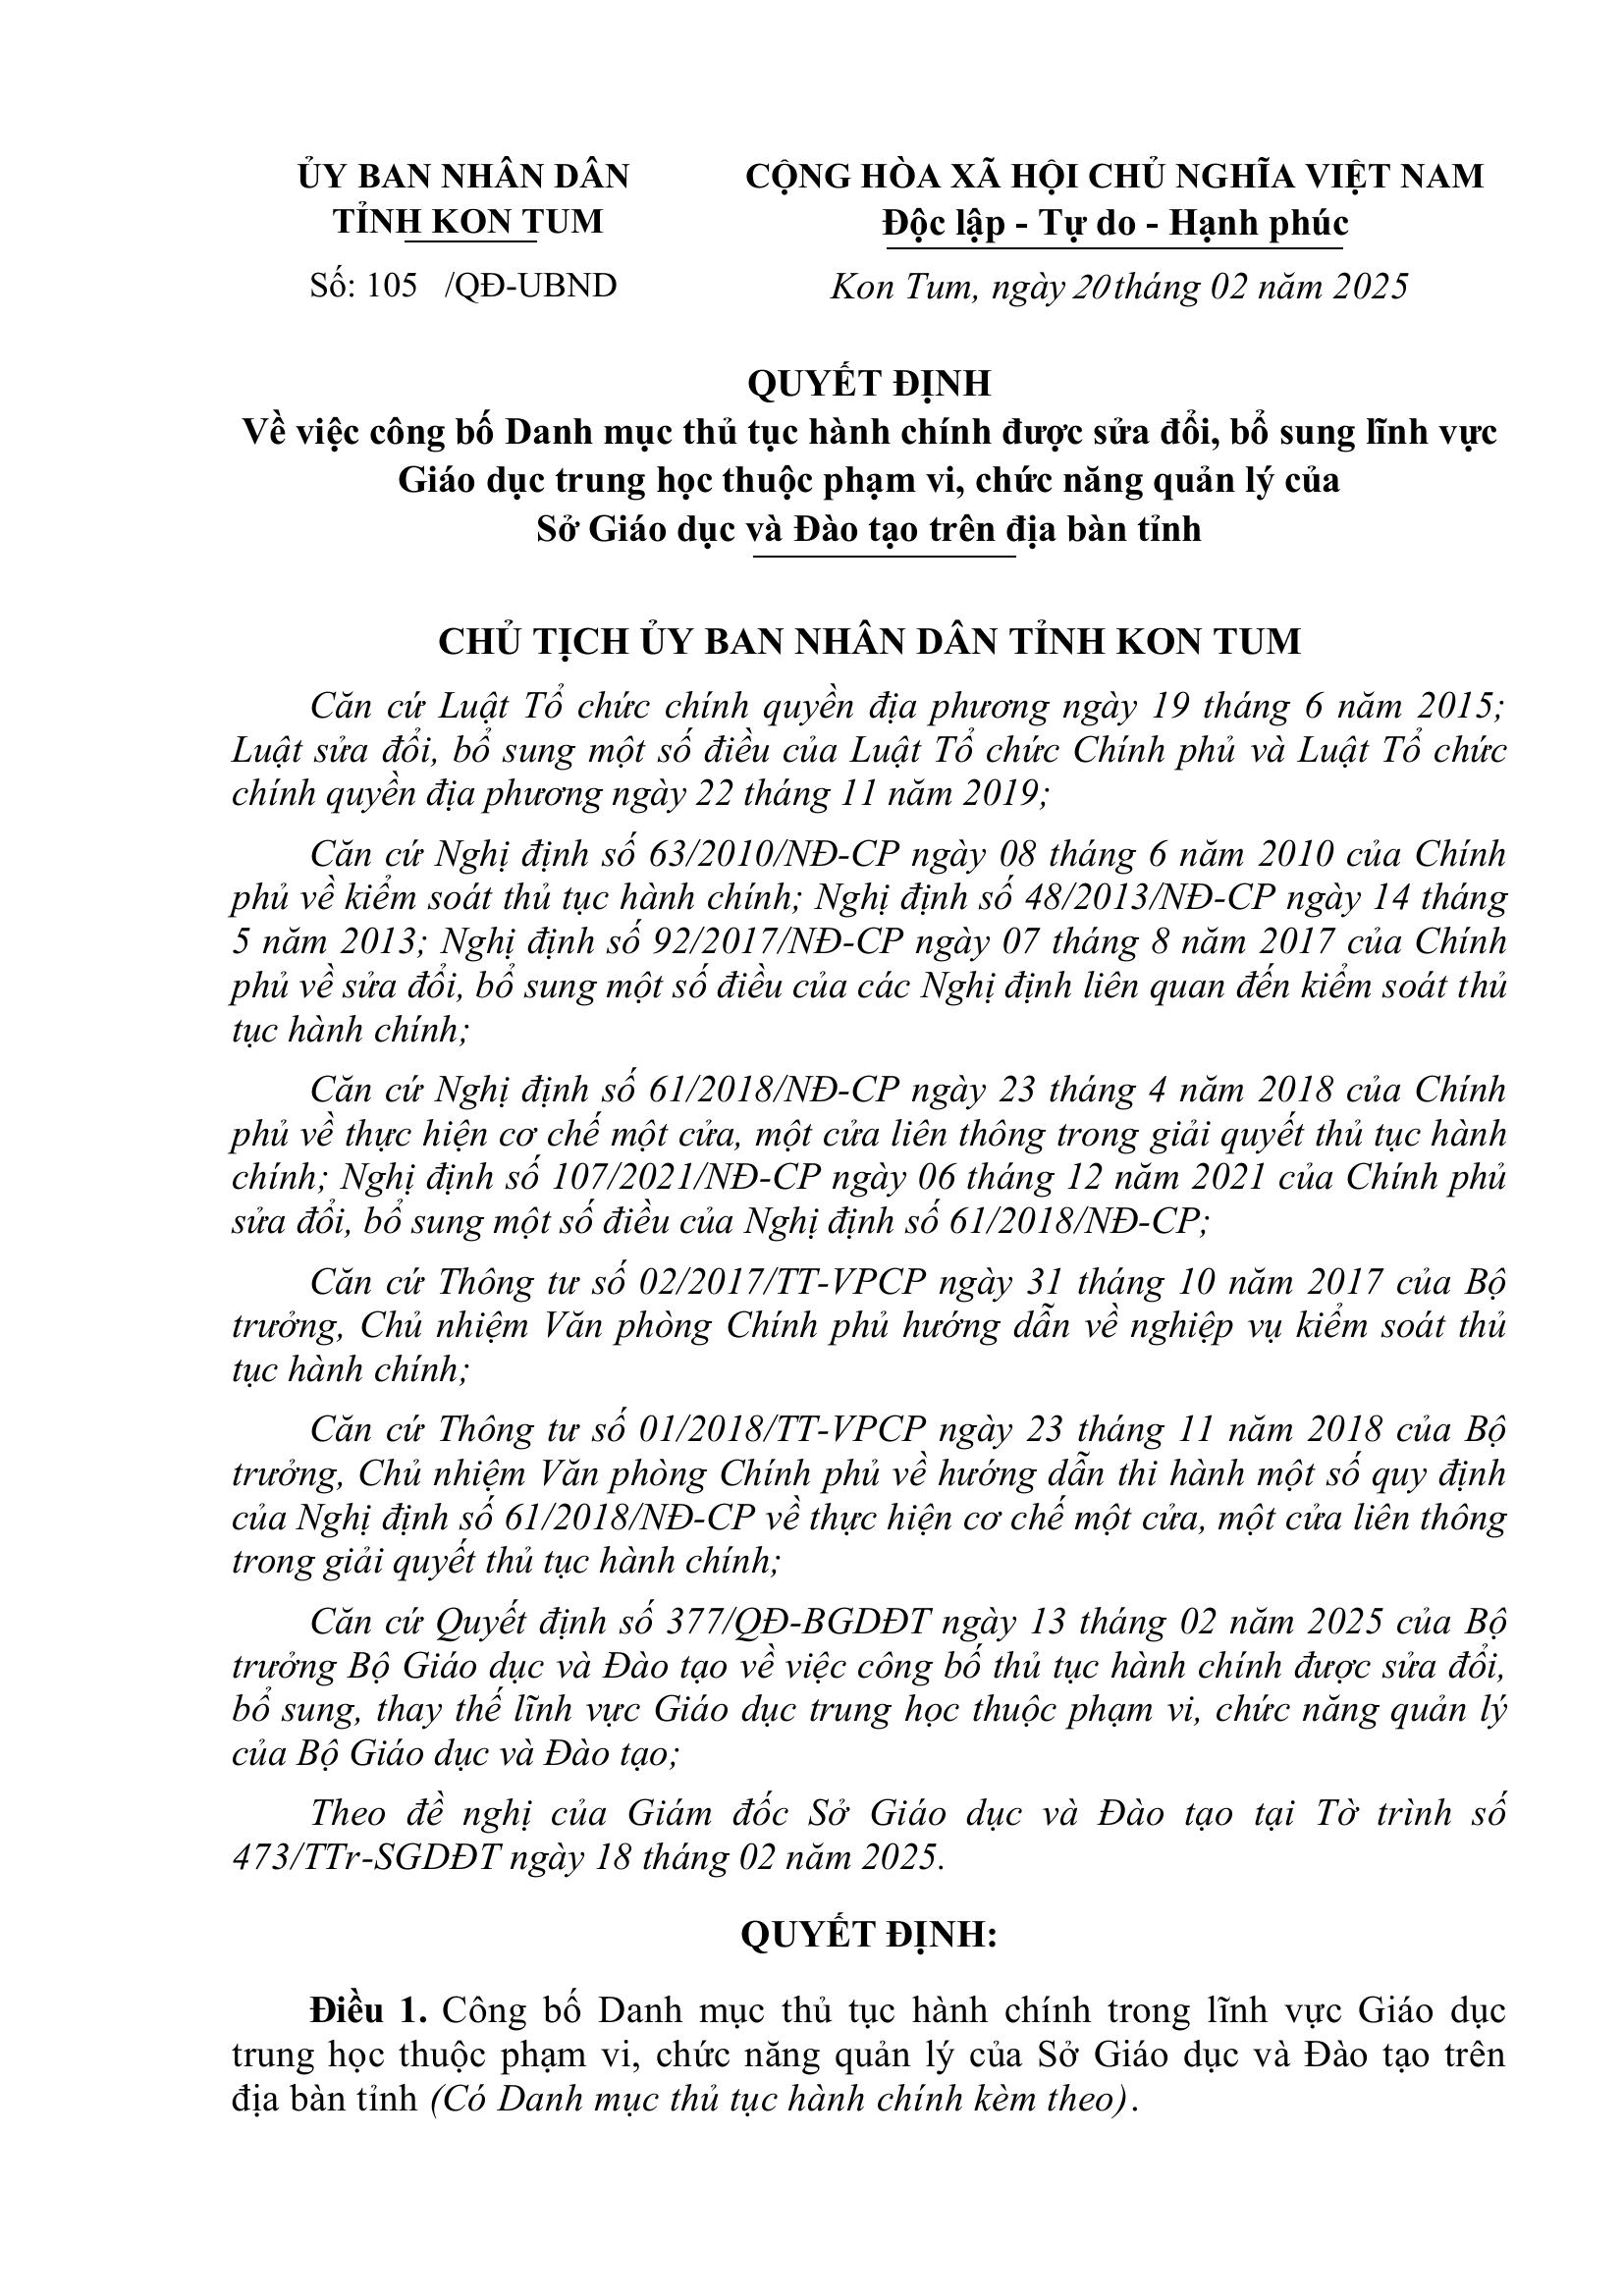 ỦY BAN NHÂN DÂN
TỈNH KON TUM
Số: 105 /QĐ-UBND
CỘNG HÒA XÃ HỘI CHỦ NGHĨA VIỆT NAM
Độc lập - Tự do - Hạnh phúc
Kon Tum, ngày 20 tháng 02 năm 2025
QUYẾT ĐỊNH
Về việc công bố Danh mục thủ tục hành chính được sửa đổi, bổ sung lĩnh vực
Giáo dục trung học thuộc phạm vi, chức năng quản lý của
Sở Giáo dục và Đào tạo trên địa bàn tỉnh
CHỦ TỊCH ỦY BAN NHÂN DÂN TỈNH KON TUM
Căn cứ Luật Tổ chức chính quyền địa phương ngày 19 tháng 6 năm 2015;
Luật sửa đổi, bổ sung một số điều của Luật Tổ chức Chính phủ và Luật Tổ chức
chính quyền địa phương ngày 22 tháng 11 năm 2019;
Căn cứ Nghị định số 63/2010/NĐ-CP ngày 08 tháng 6 năm 2010 của Chính
phủ về kiểm soát thủ tục hành chính; Nghị định số 48/2013/NĐ-CP ngày 14 tháng
5 năm 2013; Nghị định số 92/2017/NĐ-CP ngày 07 tháng 8 năm 2017 của Chính
phủ về sửa đổi, bổ sung một số điều của các Nghị định liên quan đến kiểm soát thủ
tục hành chính;
Căn cứ Nghị định số 61/2018/NĐ-CP ngày 23 tháng 4 năm 2018 của Chính
phủ về thực hiện cơ chế một cửa, một cửa liên thông trong giải quyết thủ tục hành
chính; Nghị định số 107/2021/NĐ-CP ngày 06 tháng 12 năm 2021 của Chính phủ
sửa đổi, bổ sung một số điều của Nghị định số 61/2018/NĐ-CP;
Căn cứ Thông tư số 02/2017/TT-VPCP ngày 31 tháng 10 năm 2017 của Bộ
trưởng, Chủ nhiệm Văn phòng Chính phủ hướng dẫn về nghiệp vụ kiểm soát thủ
tục hành chính;
Căn cứ Thông tư số 01/2018/TT-VPCP ngày 23 tháng 11 năm 2018 của Bộ
trưởng, Chủ nhiệm Văn phòng Chính phủ về hướng dẫn thi hành một số quy định
của Nghị định số 61/2018/NĐ-CP về thực hiện cơ chế một cửa, một cửa liên thông
trong giải quyết thủ tục hành chính;
Căn cứ Quyết định số 377/QĐ-BGDĐT ngày 13 tháng 02 năm 2025 của Bộ
trưởng Bộ Giáo dục và Đào tạo về việc công bố thủ tục hành chính được sửa đổi,
bổ sung, thay thế lĩnh vực Giáo dục trung học thuộc phạm vi, chức năng quản lý
của Bộ Giáo dục và Đào tạo;
Theo đề nghị của Giám đốc Sở Giáo dục và Đào tạo tại Tờ trình số
473/TTr-SGDĐT ngày 18 tháng 02 năm 2025.
QUYẾT ĐỊNH:
Điều 1. Công bố Danh mục thủ tục hành chính trong lĩnh vực Giáo dục
trung học thuộc phạm vi, chức năng quản lý của Sở Giáo dục và Đào tạo trên
địa bàn tỉnh (Có Danh mục thủ tục hành chính kèm theo).